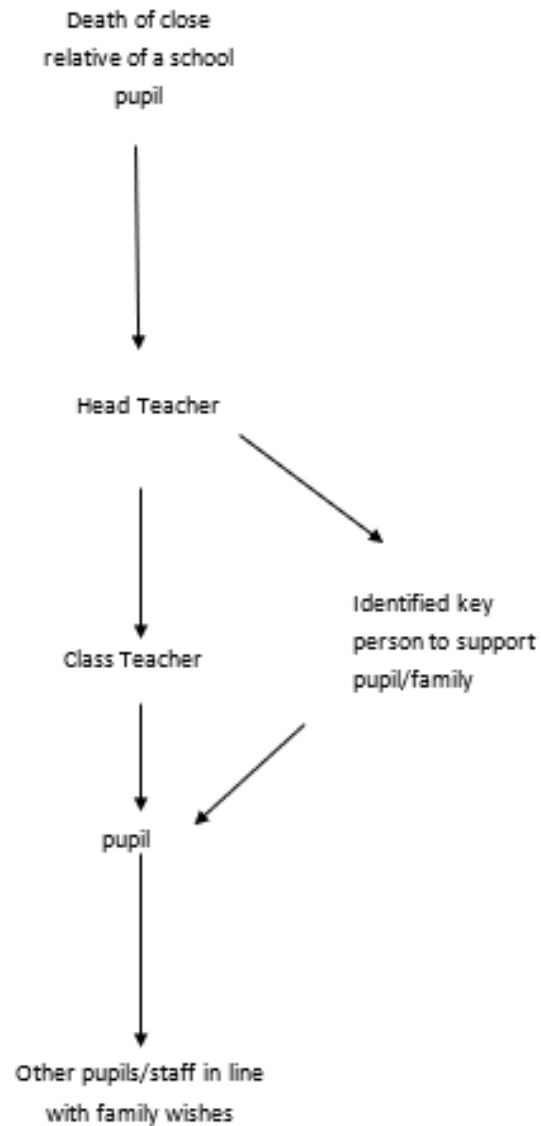 Death of close
relative of a school
pupil
Head Teacher
Identified key
person to support
pupil/family
Class Teacher
pupil
Other pupils/staff in line
with family wishes